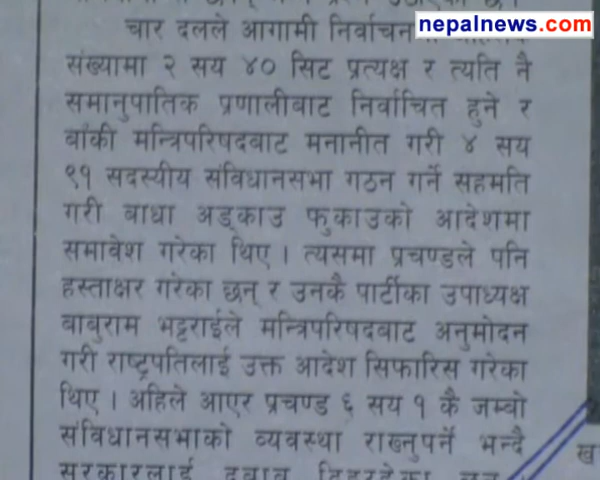 nepalnews.com
चार दलले आगामी निर्वाचन
संख्यामा २ सय ४० सिट प्रत्यक्ष र त्यति नै
समानुपातिक प्रणालीबाट निर्वाचित हुने र
बाँकी मन्त्रिपरिषदबाट मनानीत गरी ४ सय
९१ सदस्यीय संविधानसभा गठन गर्ने सहमति
गरी बाधा अड्काउ फुकाउको आदेशमा
समावेश गरेका थिए । त्यसमा प्रचण्डले पनि
हस्ताक्षर गरेका छन् र उनकै पार्टीका उपाध्यक्ष
बाबुराम भट्टराईले मन्त्रिपरिषदबाट अनुमोदन
गरी राष्ट्रपतिलाई उक्त आदेश सिफारिस गरेका
थिए । अहिले आएर प्रचण्ड ६ सय १ कै जम्बो
संविधानसभाको व्यवस्था राख्नुपर्ने भन्दै
सरकारलाई दबाब
ख